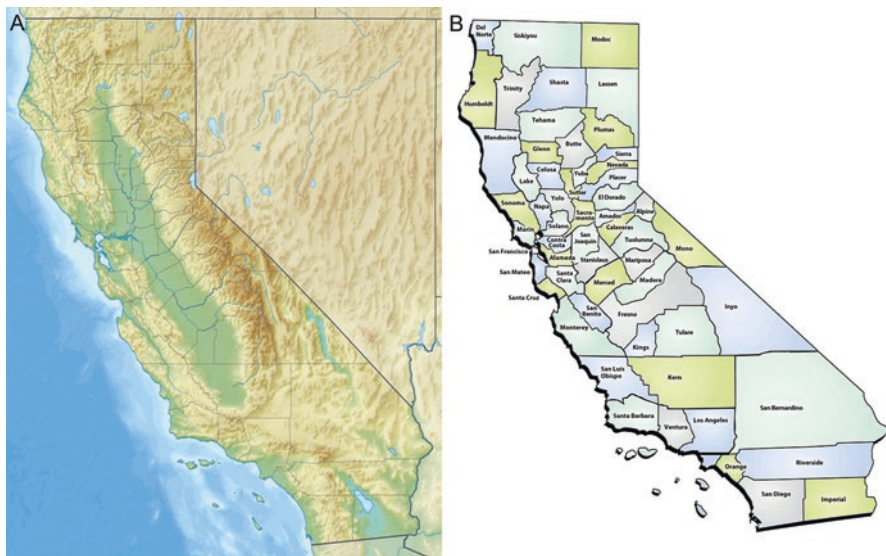 A
B
Del
Norte
Siskiyou
Modoc
Humboldt
Trinity
Shasta
Lassen
Tehama
Plumas
Mendocino
Glenn
Butte
Sierra
Nevada
Colusa
Yuba
Placer
Lake
Sutter
El Dorado
Sonoma
Napa
Yolo
Sacra-
mento
Amador
Alpine
Marin
Solano
Calaveras
Contra
Costa
San
Joaquin
Tuolumne
Mono
San Francisco
Alameda
Stanislaus
Mariposa
San Mateo
Santa
Clara
Merced
Madera
Santa Cruz
San
Benito
Fresno
Inyo
Monterey
Kings
Tulare
San Luis
Obispo
Kern
San Bernardino
Santa Barbara
Ventura
Los Angeles
Orange
Riverside
San Diego
Imperial